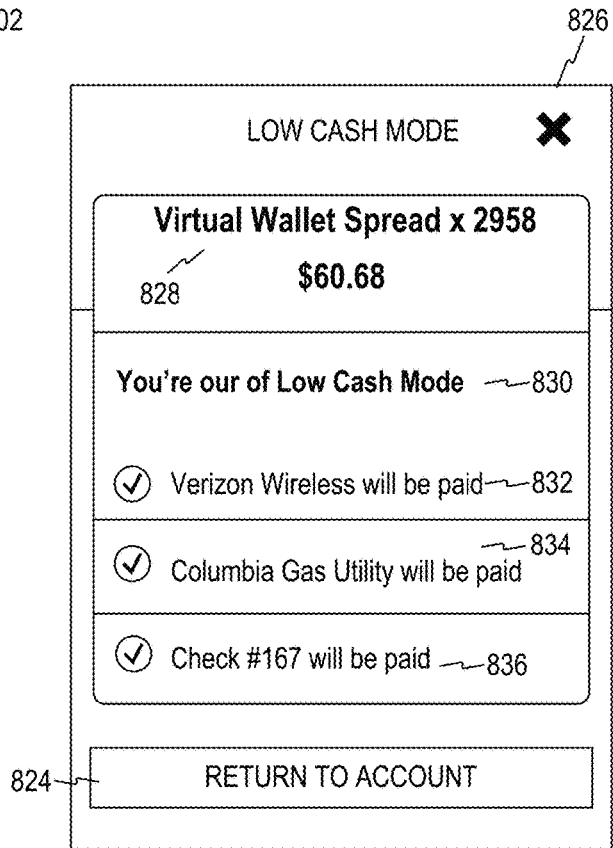 02
826
LOW CASH MODE
Virtual Wallet Spread x 2958
828
$60.68
You're our of Low Cash Mode 830
Verizon Wireless will be paid 832
834
Columbia Gas Utility will be paid
Check #167 will be paid 836
824 RETURN TO ACCOUNT